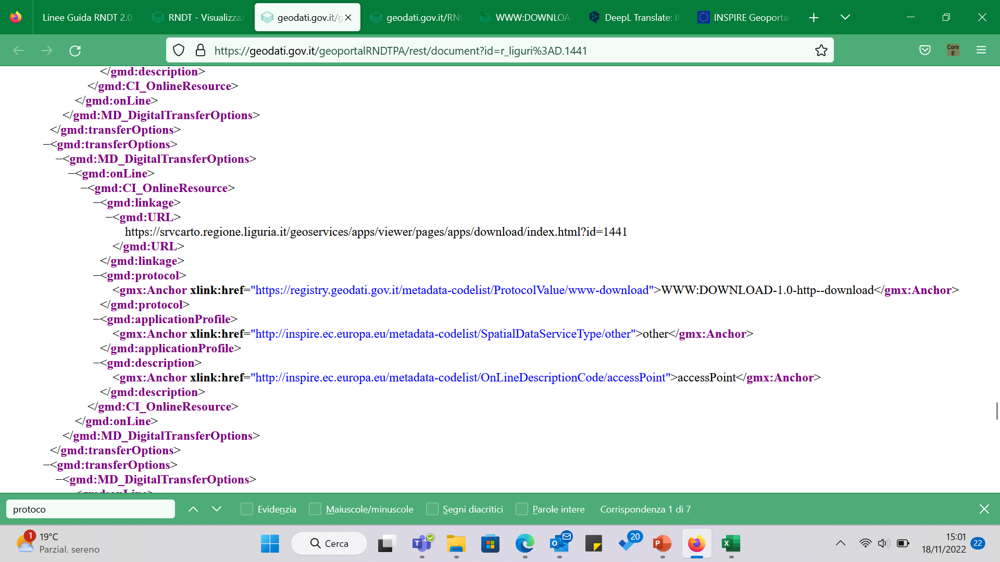 Linee Guida RNDT 2.0.
RNDT - Visualizzaz
geodati.gov.it/g
geodati.gov.it/RND
WWW:DOWNLOA
DeepL Translate: Il
INSPIRE Geoportal
https://geodati.gov.it/geoportalRNDTPA/rest/document?id=r_liguri%3AD.1441
Cors
E
</gmd:description>
</gmd:CI_OnlineResource>
</gmd:onLine>
</gmd:MD_DigitalTransferOptions>
</gmd:transferOptions>
−<gmd:transferOptions>
−<gmd:MD_DigitalTransferOptions>
−<gmd:onLine>
−<gmd:CI_OnlineResource>
−<gmd:linkage>
−<gmd:URL>
https://srvcarto.regione.liguria.it/geoservices/apps/viewer/pages/apps/download/index.html?id=1441
</gmd:URL>
</gmd:linkage>
−<gmd:protocol>
<gmx:Anchor xlink:href="https://registry.geodati.gov.it/metadata-codelist/ProtocolValue/www-download">WWW:DOWNLOAD-1.0-http--download</gmx:Anchor>
</gmd:protocol>
−<gmd:applicationProfile>
<gmx:Anchor xlink:href="http://inspire.ec.europa.eu/metadata-codelist/SpatialDataServiceType/other">other</gmx:Anchor>
</gmd:applicationProfile>
−<gmd:description>
<gmx:Anchor xlink:href="http://inspire.ec.europa.eu/metadata-codelist/OnLineDescriptionCode/accessPoint">accessPoint</gmx:Anchor>
</gmd:description>
</gmd:CI_OnlineResource>
</gmd:onLine>
</gmd:MD_DigitalTransferOptions>
</gmd:transferOptions>
−<gmd:transferOptions>
−<gmd:MD_DigitalTransferOptions>
−<gmd:onLine>
protoco
Evidenzia
Maiuscole/minuscole
Segni diacritici
Parole intere
Corrispondenza 1 di 7
1
19°C
Parzial. sereno
Cerca
20
15:01
18/11/2022
22